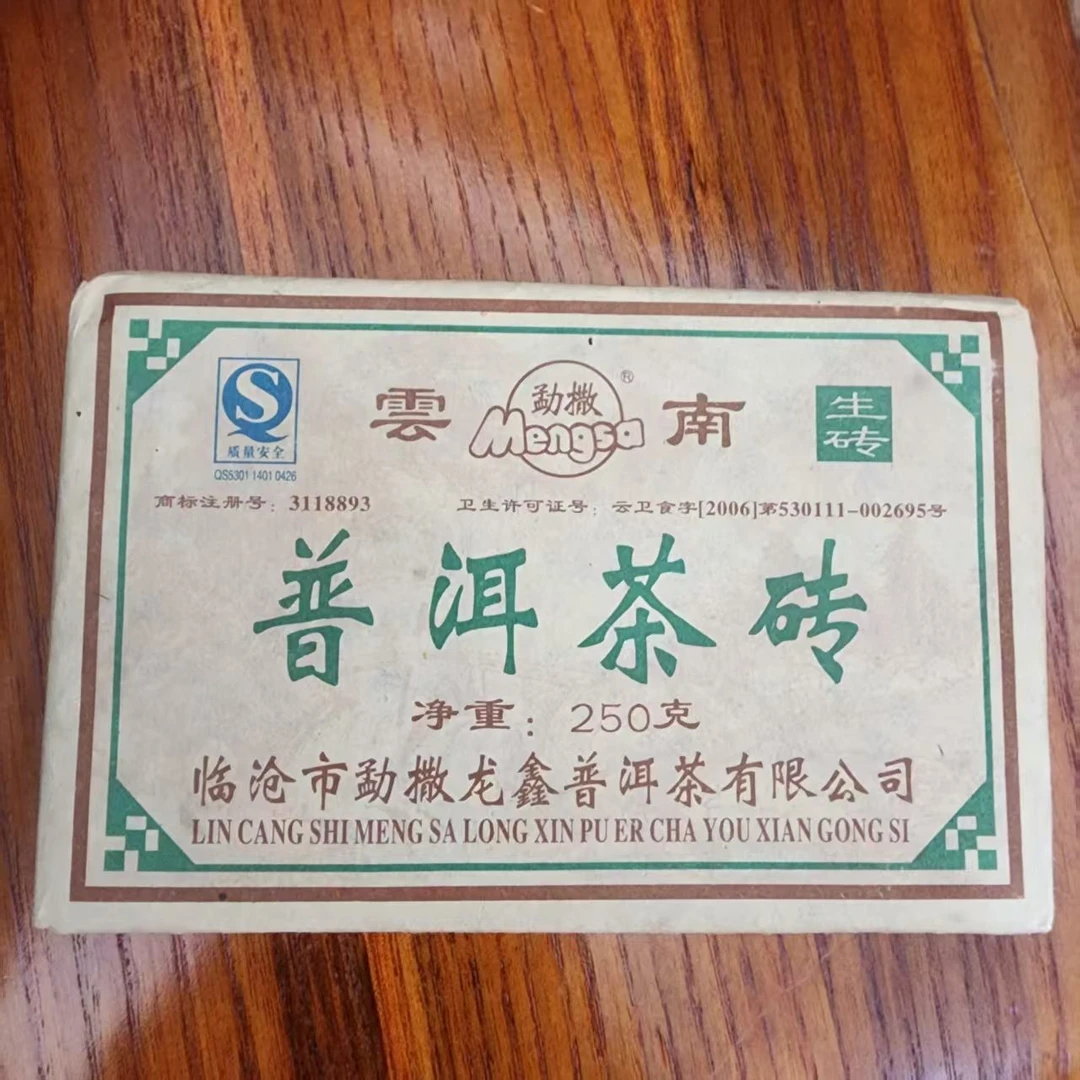 雲 勐撒 Mengsa ® 南
生砖
质量安全
QS5301 1401 0426
商标注册号：3118893 卫生许可证号：云卫食字[2006]第530111-002695号
普洱茶砖
净重：250克
临沧市勐撒龙鑫普洱茶有限公司
LIN CANG SHI MENG SA LONG XIN PU ER CHA YOU XIAN GONG SI